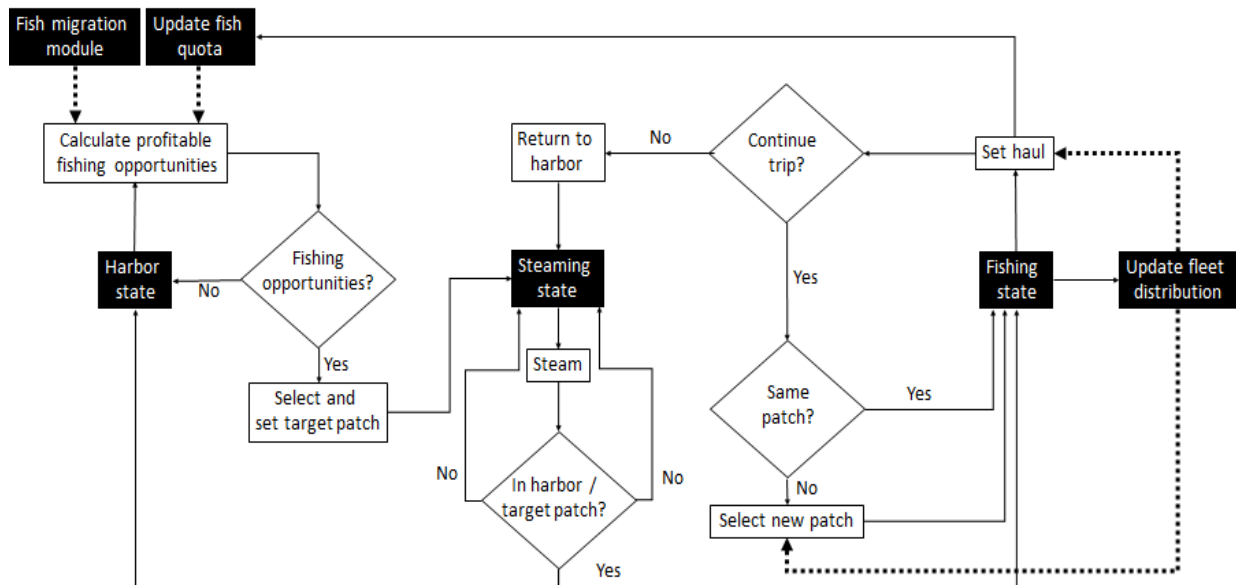 Fish migration
module
Update fish
quota
Calculate profitable
fishing opportunities
Return to
harbor
No
Continue
trip?
Set haul
Harbor
state
No
Fishing
opportunities?
Steaming
state
Yes
Fishing
state
Update fleet
distribution
Yes
Select and
set target patch
Steam
Same
patch?
Yes
No
In harbor /
target patch?
No
No
Select new patch
Yes